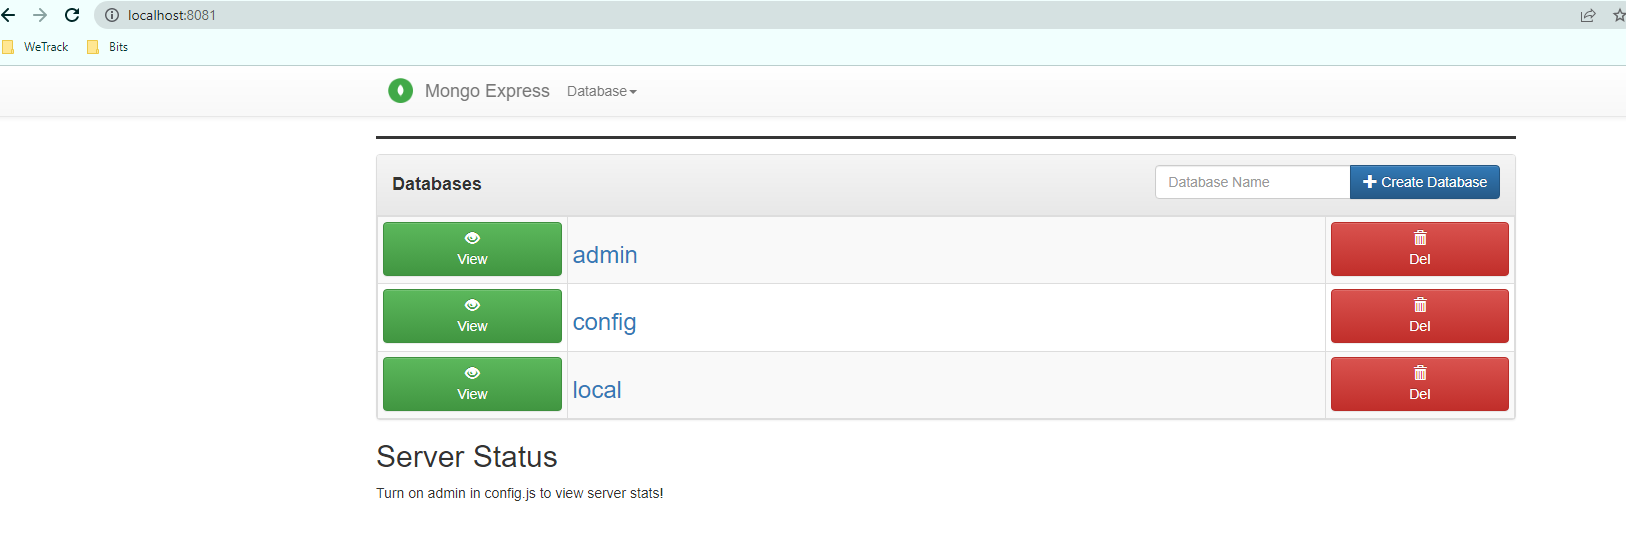 localhost:8081
WeTrack Bits
Mongo Express Database
Databases Database Name Create Database
View admin Del
View config Del
View local Del
Server Status
Turn on admin in config.js to view server stats!